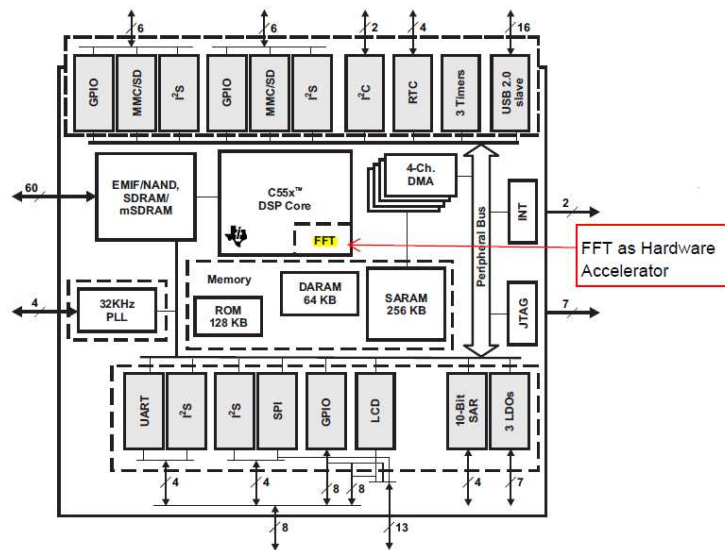 6
6
2
4
16
GPIO
MMC/SD
I²S
GPIO
MMC/SD
I²S
I²C
RTC
3 Timers
USB 2.0
slave
60
EMIF/NAND,
SDRAM/
mSDRAM
C55x™
DSP Core
FFT
4-Ch.
DMA
Peripheral Bus
INT
2
FFT as Hardware
Accelerator
4
32KHz
PLL
Memory
ROM
128 KB
DARAM
64 KB
SARAM
256 KB
JTAG
7
UART
I²S
I²S
SPI
GPIO
LCD
10-Bit
SAR
3 LDOs
4
4
8
8
4
7
8
13